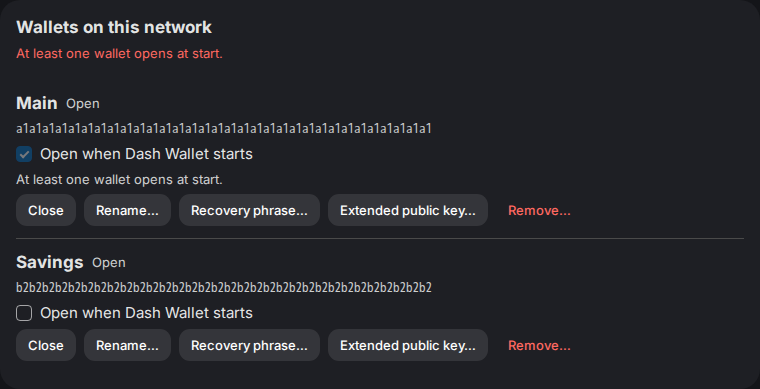 Wallets on this network
At least one wallet opens at start.
Main Open
a1a1a1a1a1a1a1a1a1a1a1a1a1a1a1a1a1a1a1a1a1a1a1a1a1a1a1a1a1a1a1a1
Open when Dash Wallet starts
At least one wallet opens at start.
Close Rename... Recovery phrase... Extended public key... Remove...
Savings Open
b2b2b2b2b2b2b2b2b2b2b2b2b2b2b2b2b2b2b2b2b2b2b2b2b2b2b2b2b2b2b2b2
Open when Dash Wallet starts
Close Rename... Recovery phrase... Extended public key... Remove...